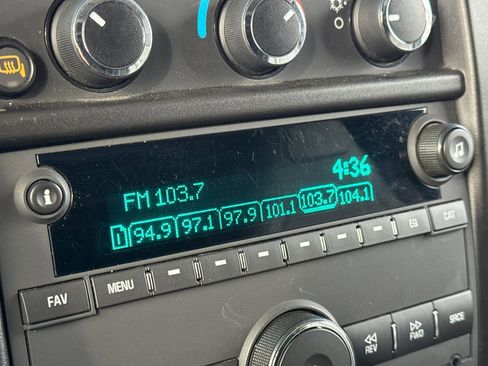 4:36
FM 103.7
1 94.9 97.1 97.9 101.1 103.7 104.1
i
FAV MENU EQ CAT
REV FWD SRCE